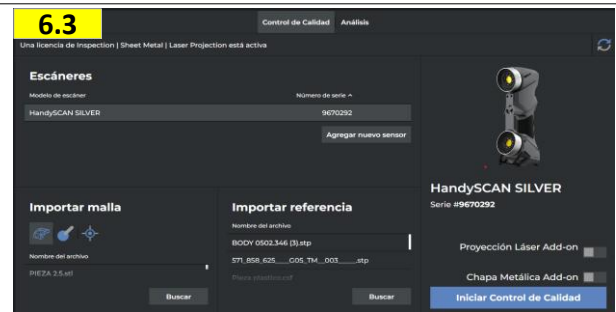 6.3
Control de Calidad Análisis
Una licencia de Inspection | Sheet Metal | Laser Projection está activa
Escáneres
Modelo de escáner Número de serie
HandySCAN SILVER 9670292
Agregar nuevo sensor
Importar malla
Nombre del archivo
PIEZA 2,5.stl
Buscar
Importar referencia
Nombre del archivo
BODY 0502.346 (3).stp
571_858_625___G05_TM__003____.stp
Buscar
HandySCAN SILVER
Serie #9670292
Proyección Láser Add-on
Chapa Metálica Add-on
Iniciar Control de Calidad